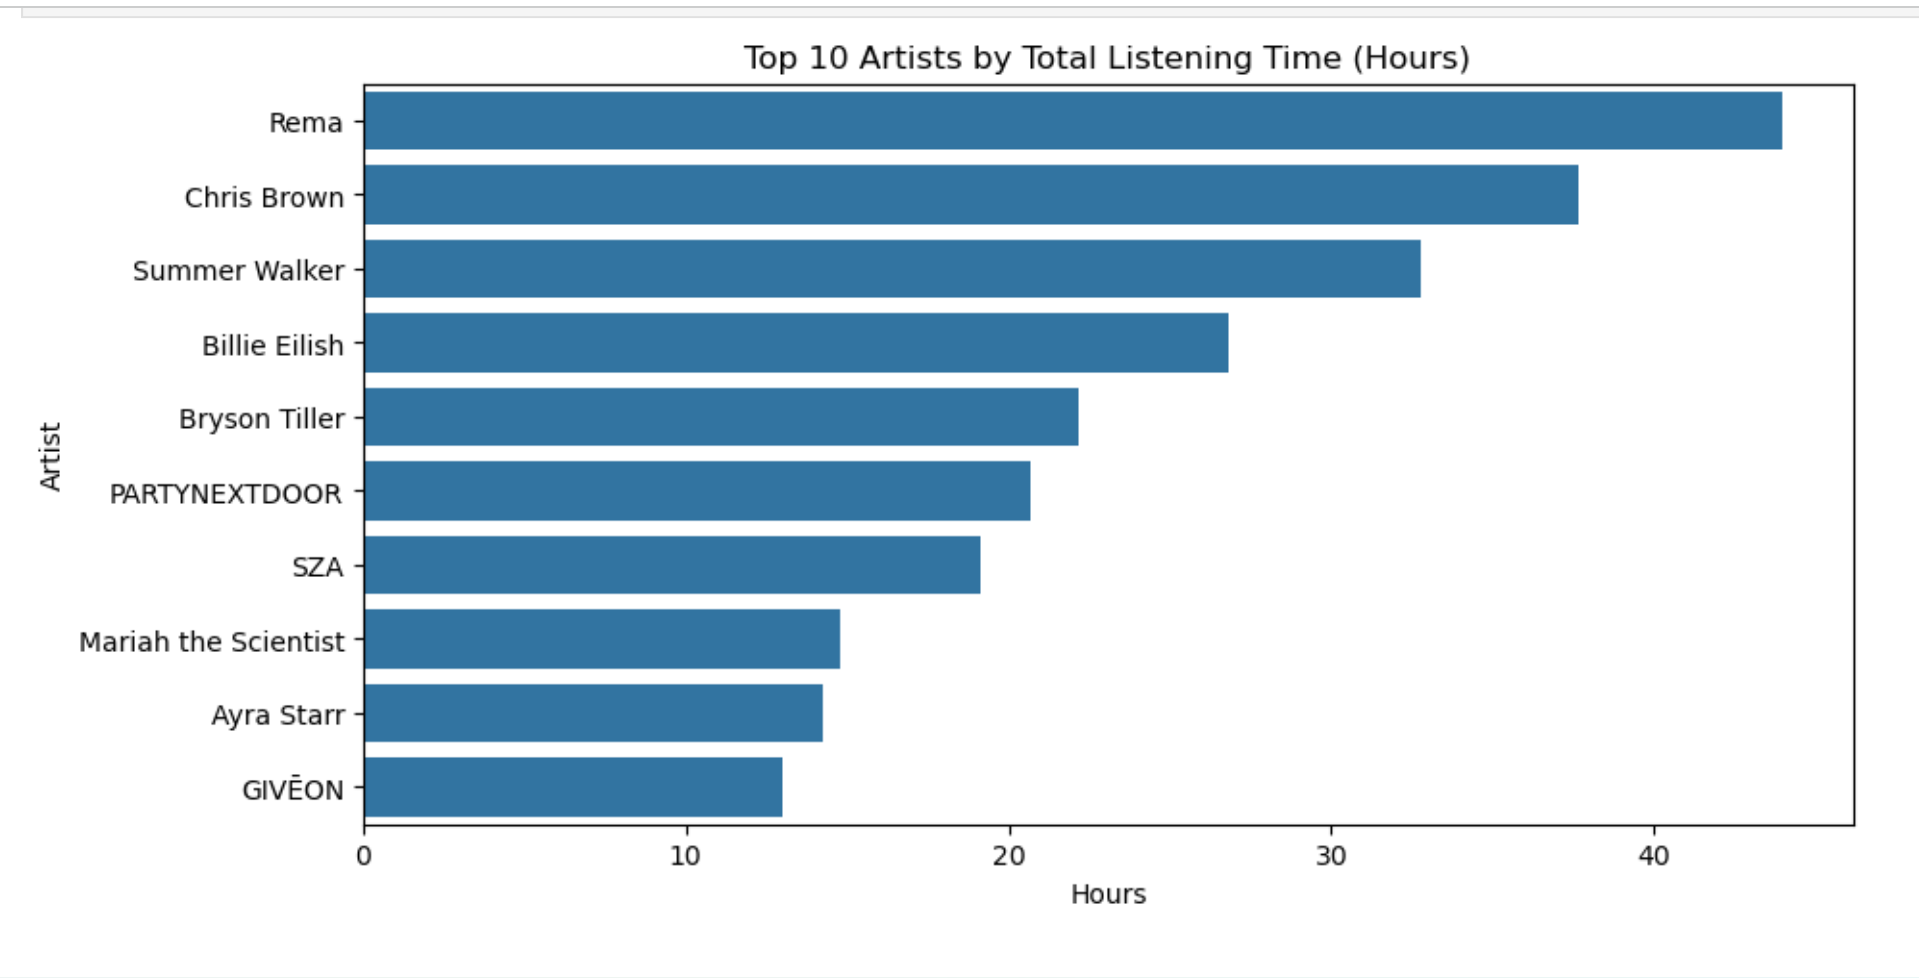 Top 10 Artists by Total Listening Time (Hours)
Artist
Rema
Chris Brown
Summer Walker
Billie Eilish
Bryson Tiller
PARTYNEXTDOOR
SZA
Mariah the Scientist
Ayra Starr
GIVĒON
0 10 20 30 40
Hours